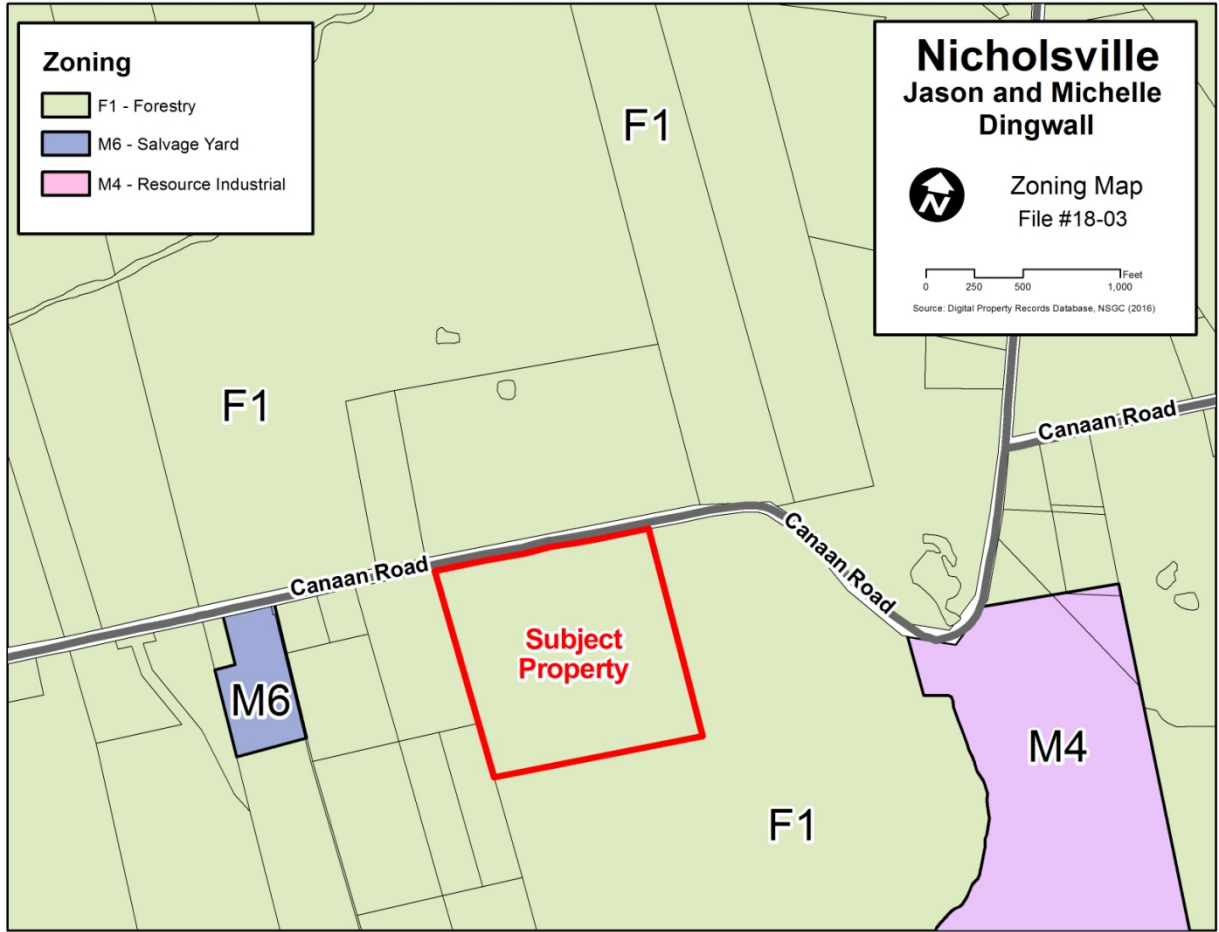 Zoning
F1 - Forestry
M6 - Salvage Yard
M4 - Resource Industrial
Nicholsville
Jason and Michelle
Dingwall
N
Zoning Map
File #18-03
Feet
0 250 500 1,000
Source: Digital Property Records Database, NSGC (2016)
F1
F1
Canaan Road
Canaan Road
Canaan Road
Subject
Property
M6
M4
F1